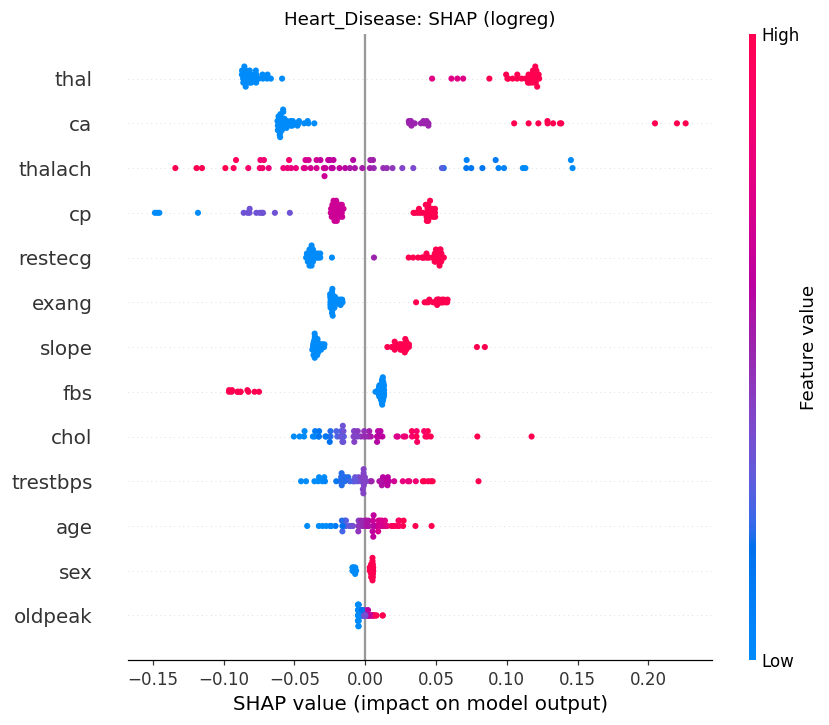 Heart_Disease: SHAP (logreg)
High
thal
ca
thalach
cp
restecg
exang
slope
fbs
chol
trestbps
age
sex
oldpeak
Feature value
Low
−0.15 −0.10 −0.05 0.00 0.05 0.10 0.15 0.20
SHAP value (impact on model output)